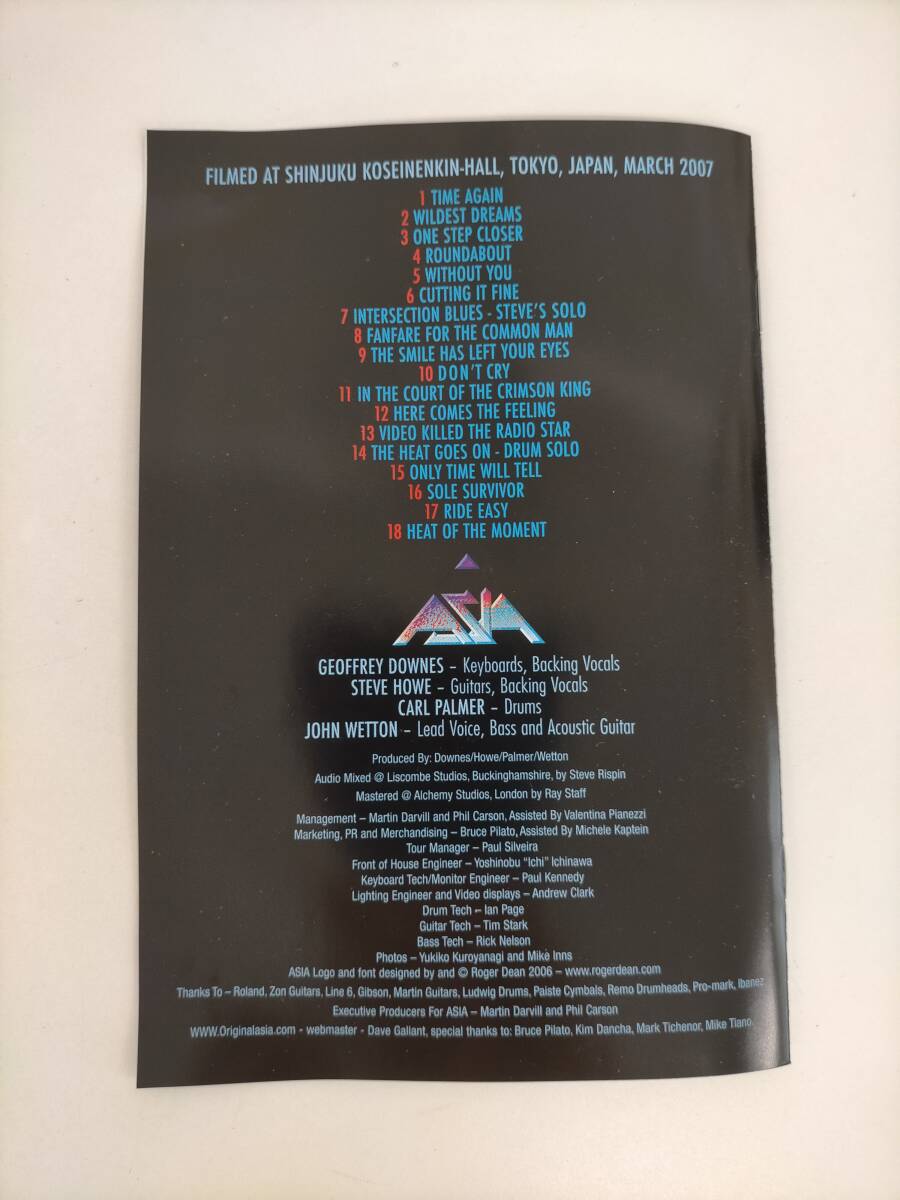 FILMED AT SHINJUKU KOSEINENKIN-HALL, TOKYO, JAPAN, MARCH 2007
1 TIME AGAIN
2 WILDEST DREAMS
3 ONE STEP CLOSER
4 ROUNDABOUT
5 WITHOUT YOU
6 CUTTING IT FINE
7 INTERSECTION BLUES - STEVE'S SOLO
8 FANFARE FOR THE COMMON MAN
9 THE SMILE HAS LEFT YOUR EYES
10 DON'T CRY
11 IN THE COURT OF THE CRIMSON KING
12 HERE COMES THE FEELING
13 VIDEO KILLED THE RADIO STAR
14 THE HEAT GOES ON - DRUM SOLO
15 ONLY TIME WILL TELL
16 SOLE SURVIVOR
17 RIDE EASY
18 HEAT OF THE MOMENT
ASIA
GEOFFREY DOWNES – Keyboards, Backing Vocals
STEVE HOWE – Guitars, Backing Vocals
CARL PALMER – Drums
JOHN WETTON – Lead Voice, Bass and Acoustic Guitar
Produced By: Downes/Howe/Palmer/Wetton
Audio Mixed @ Liscombe Studios, Buckinghamshire, by Steve Rispin
Mastered @ Alchemy Studios, London by Ray Staff
Management – Martin Darvill and Phil Carson, Assisted By Valentina Pianezzi
Marketing, PR and Merchandising – Bruce Pilato, Assisted By Michele Kaptein
Tour Manager – Paul Silveira
Front of House Engineer – Yoshinobu "Ichi" Ichinawa
Keyboard Tech/Monitor Engineer – Paul Kennedy
Lighting Engineer and Video displays – Andrew Clark
Drum Tech – Ian Page
Guitar Tech – Tim Stark
Bass Tech – Rick Nelson
Photos – Yukiko Kuroyanagi and Mike Inns
ASIA Logo and font designed by and © Roger Dean 2006 – www.rogerdean.com
Thanks To – Roland, Zon Guitars, Line 6, Gibson, Martin Guitars, Ludwig Drums, Paiste Cymbals, Remo Drumheads, Pro-mark, Ibanez
Executive Producers For ASIA – Martin Darvill and Phil Carson
WWW.Originalasia.com - webmaster - Dave Gallant, special thanks to: Bruce Pilato, Kim Dancha, Mark Tichenor, Mike Tiano.